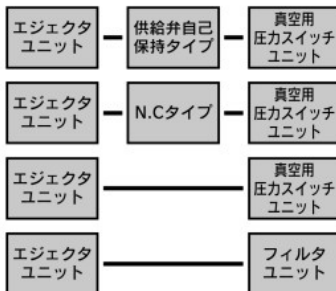 エジェクタ
ユニット
供給弁自己
保持タイプ
真空用
圧力スイッチ
ユニット
エジェクタ
ユニット
N.Cタイプ
真空用
圧力スイッチ
ユニット
エジェクタ
ユニット
真空用
圧力スイッチ
ユニット
エジェクタ
ユニット
フィルタ
ユニット